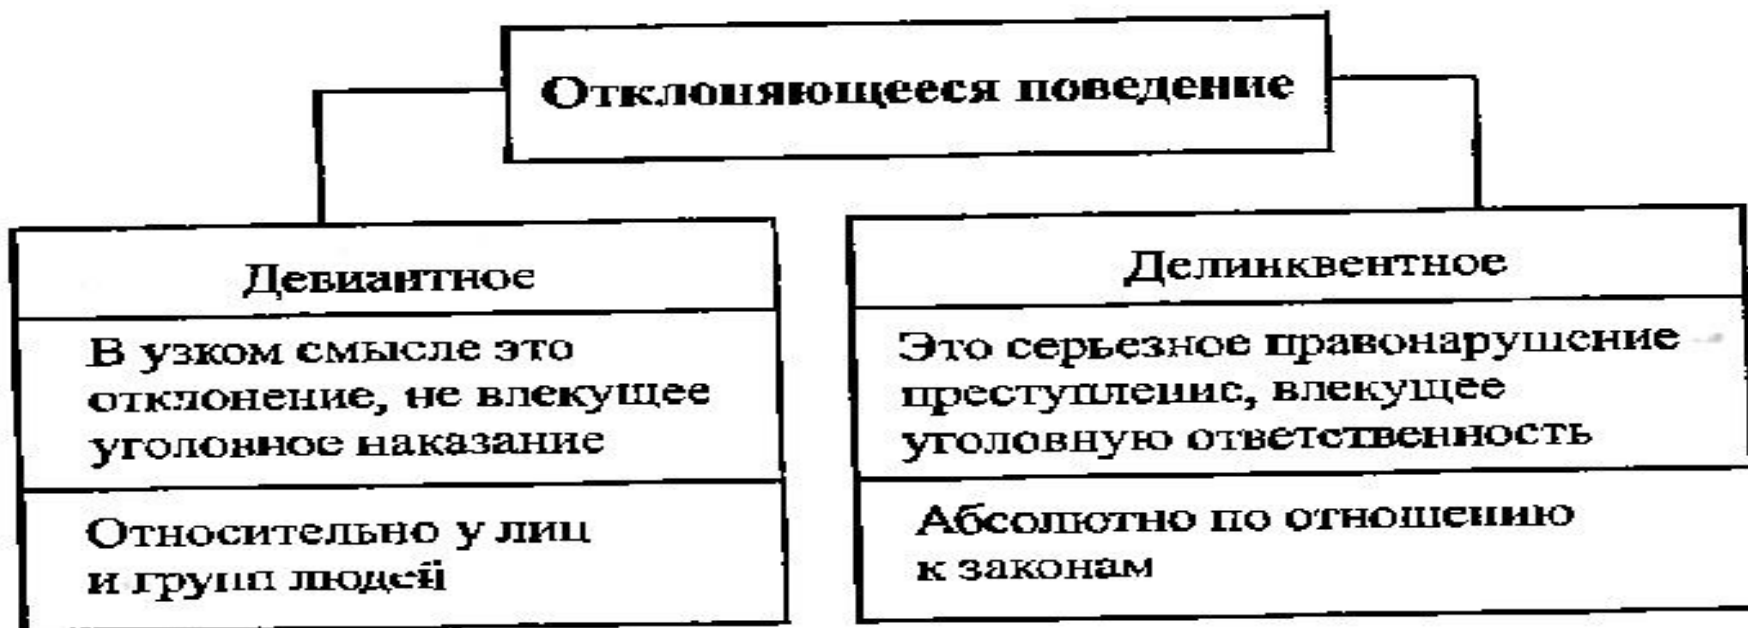 Отклоняющееся поведение
Девиантное
В узком смысле это
отклонение, не влекущее
уголовное наказание
Относительно у лиц
и групп людей
Делинквентное
Это серьезное правонарушение
преступление, влекущее
уголовную ответственность
Абсолютно по отношению
к законам